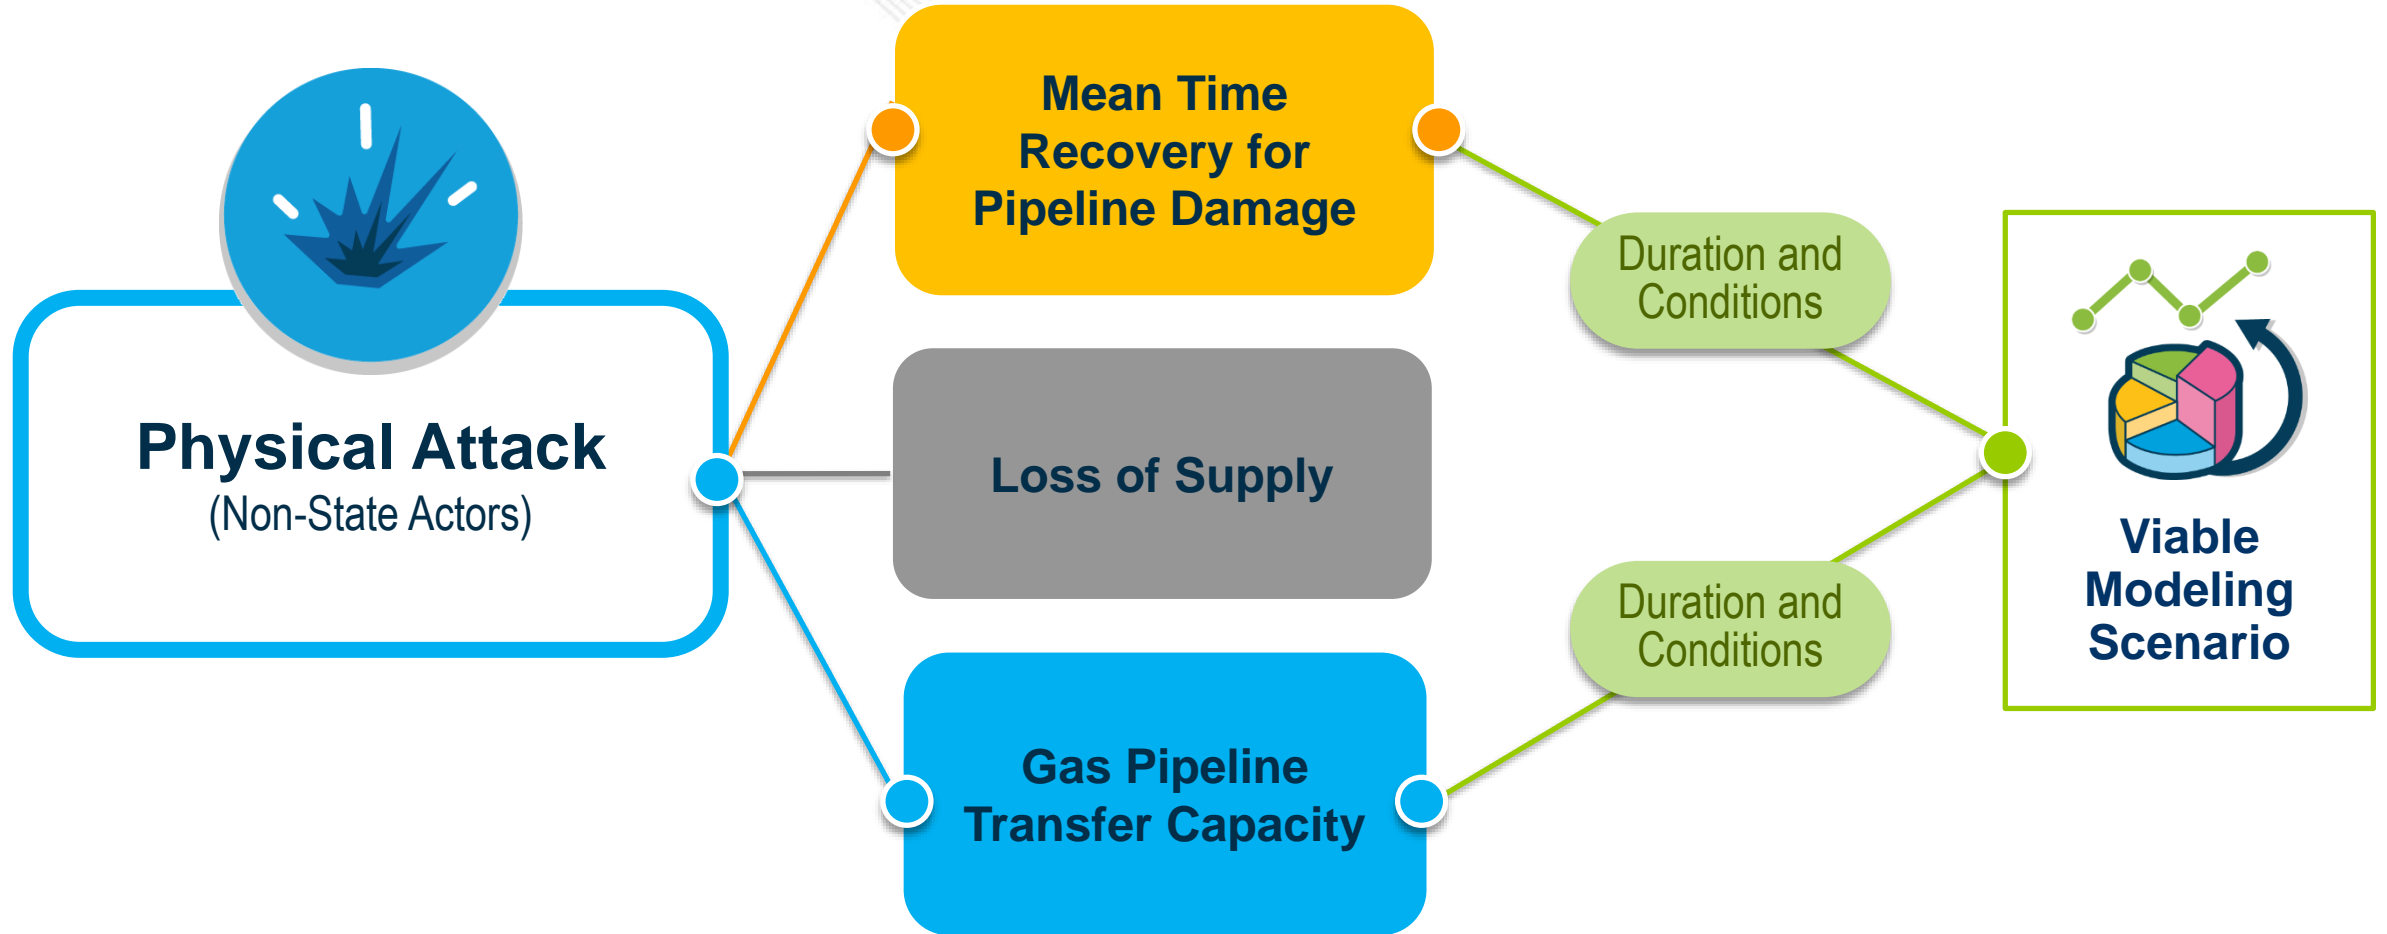 Physical Attack
(Non-State Actors)
Mean Time
Recovery for
Pipeline Damage
Loss of Supply
Gas Pipeline
Transfer Capacity
Duration and
Conditions
Duration and
Conditions
Viable
Modeling
Scenario